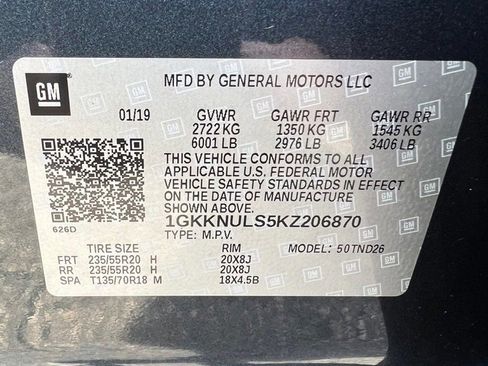 GM
MFD BY GENERAL MOTORS LLC
01/19 GVWR GAWR FRT GAWR RR
2722 KG 1350 KG 1545 KG
6001 LB 2976 LB 3406 LB
THIS VEHICLE CONFORMS TO ALL
APPLICABLE U.S. FEDERAL MOTOR
VEHICLE SAFETY STANDARDS IN EFFECT
ON THE DATE OF MANUFACTURE
SHOWN ABOVE.
1GKKNULS5KZ206870
626D
TYPE: M.P.V. MODEL: 50TND26
TIRE SIZE RIM
FRT 235/55R20 H 20X8J
RR 235/55R20 H 20X8J
SPA T135/70R18 M 18X4.5B